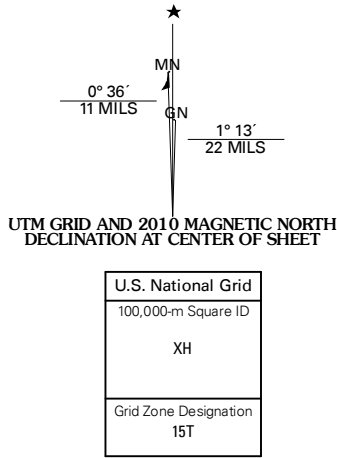 MN
0° 36´
11 MILS
GN
1° 13´
22 MILS
UTM GRID AND 2010 MAGNETIC NORTH
DECLINATION AT CENTER OF SHEET
U.S. National Grid
100,000-m Square ID
XH
Grid Zone Designation
15T